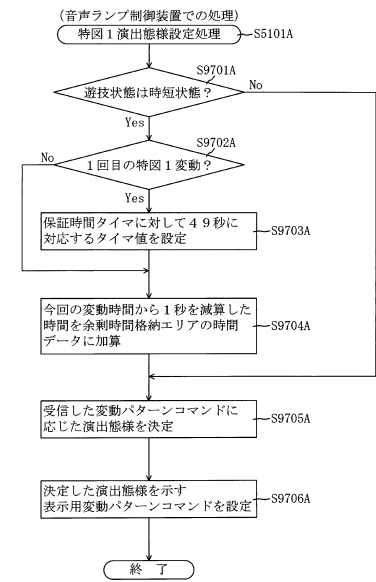 （音声ランプ制御装置での処理）
特図１演出態様設定処理
S5101A
S9701A
遊技状態は時短状態？
No
Yes
S9702A
No
１回目の特図１変動？
Yes
保証時間タイマに対して４９秒に
対応するタイマ値を設定
S9703A
今回の変動時間から１秒を減算した
時間を余剰時間格納エリアの時間
データに加算
S9704A
受信した変動パターンコマンドに
応じた演出態様を決定
S9705A
決定した演出態様を示す
表示用変動パターンコマンドを設定
S9706A
終 了